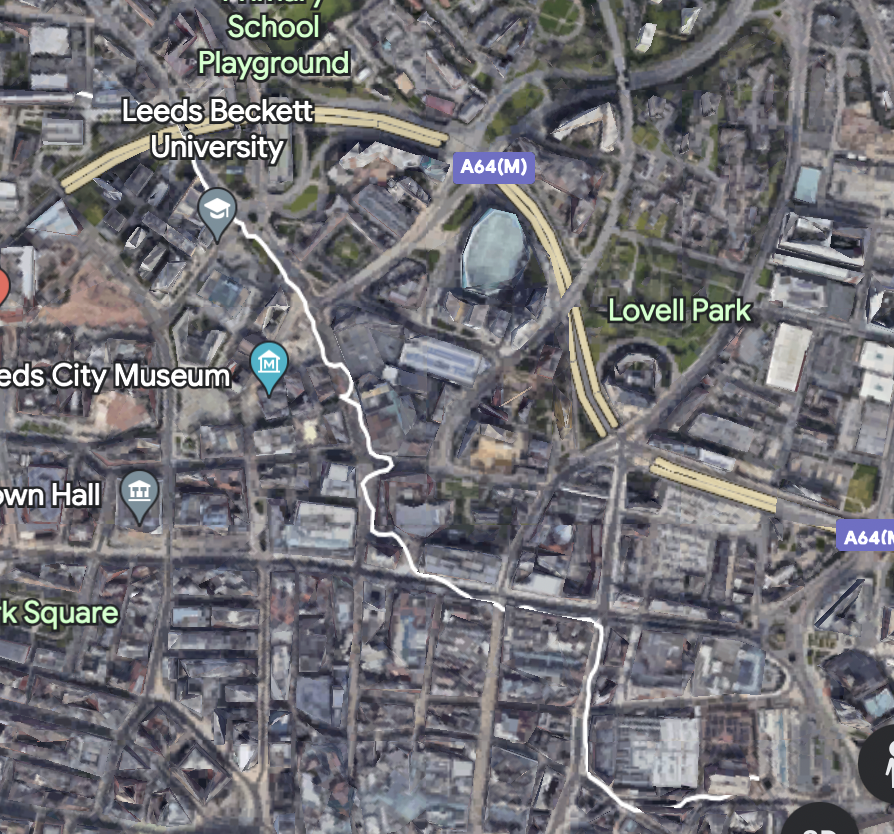 School
Playground
Leeds Beckett
University
A64(M)
Lovell Park
eds City Museum
own Hall
A64(M
rk Square